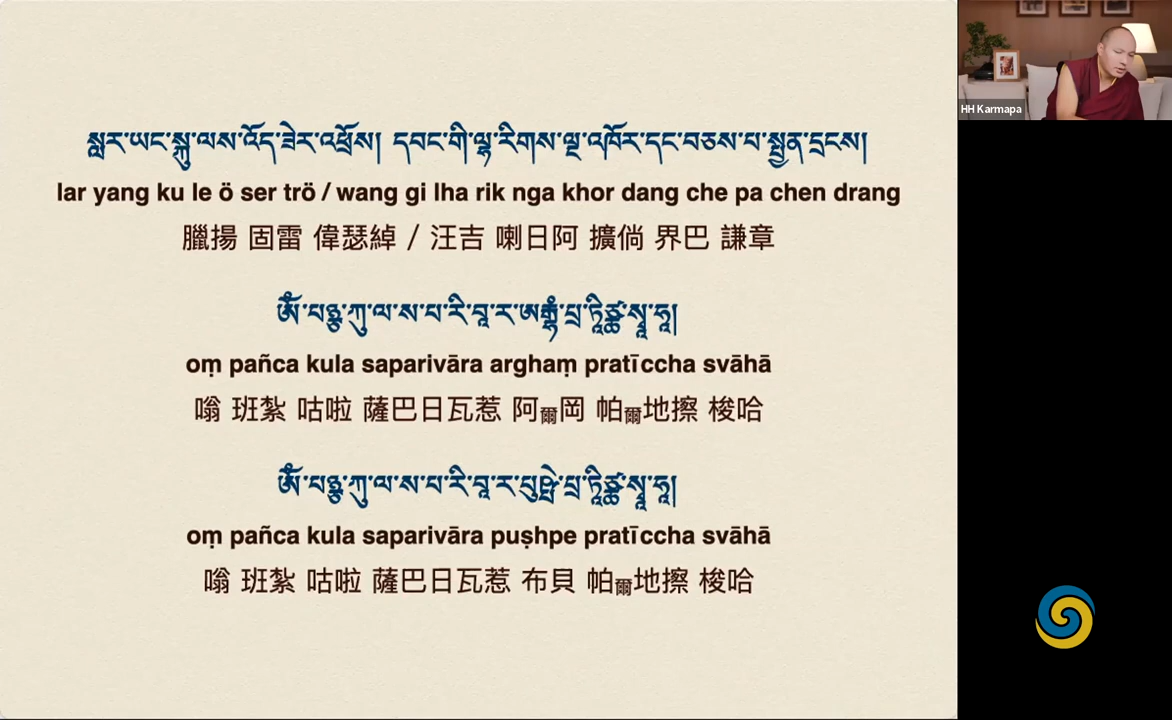 སླར་ཡང་སྐུ་ལས་འོད་ཟེར་འཕྲོས། དབང་གི་ལྷ་རིགས་ལྔ་འཁོར་དང་བཅས་པ་སྤྱན་དྲངས།
lar yang ku le ö ser trö / wang gi lha rik nga khor dang che pa chen drang
臘揚 固雷 偉瑟綽 / 汪吉 喇日阿 擴倘 界巴 謙章
ཨོཾ་པཉྩ་ཀུ་ལ་ས་པ་རི་བཱ་ར་ཨརྒྷཾ་པྲ་ཏཱིཙྪ་སྭཱ་ཧཱ།
oṃ pañca kula saparivāra arghaṃ pratīccha svāhā
嗡 班紮 咕啦 薩巴日瓦惹 阿爾岡 帕爾地擦 梭哈
ཨོཾ་པཉྩ་ཀུ་ལ་ས་པ་རི་བཱ་ར་པུཥྤེ་པྲ་ཏཱིཙྪ་སྭཱ་ཧཱ།
oṃ pañca kula saparivāra puṣhpe pratīccha svāhā
嗡 班紮 咕啦 薩巴日瓦惹 布貝 帕爾地擦 梭哈
HH Karmapa